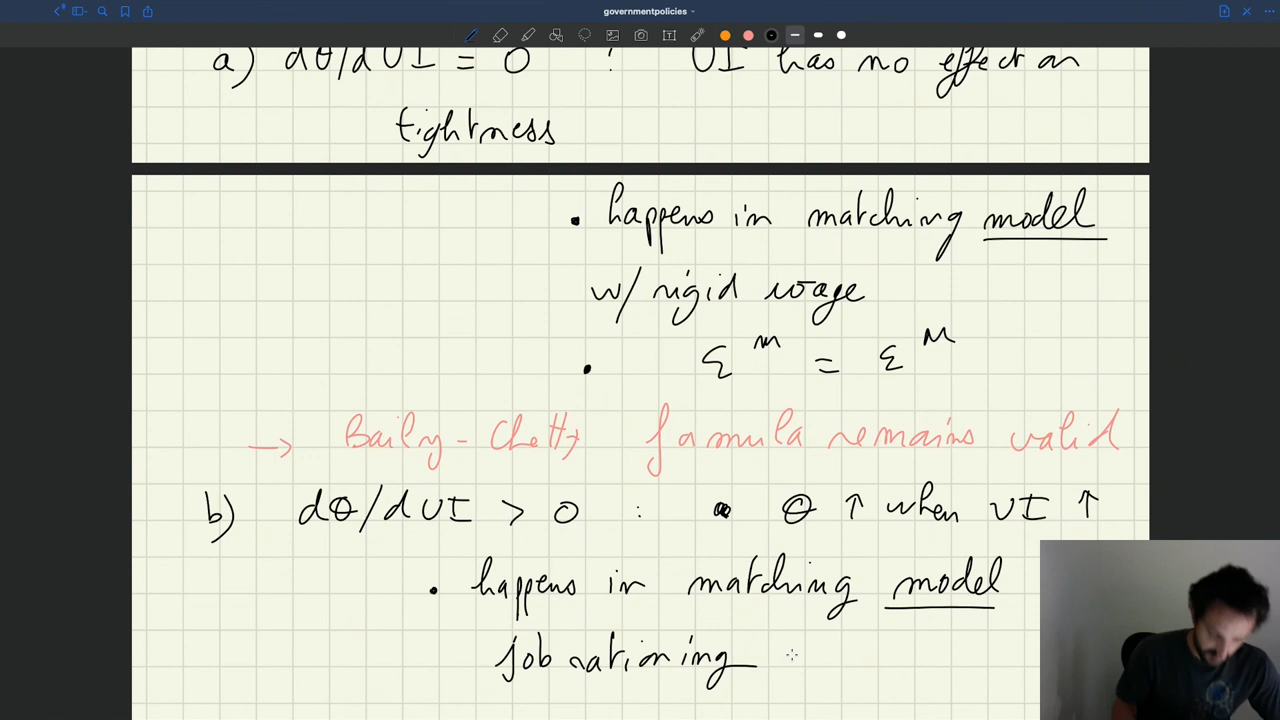 governmentpolicies
a) dθ/dUI = 0 : UI has no effect on
tightness
• happens in matching model
w/ rigid wage
• ε^m = ε^M
→ Baily-Chetty formula remains valid
b) dθ/dUI > 0 : • θ ↑ when UI ↑
• happens in matching model
job rationing